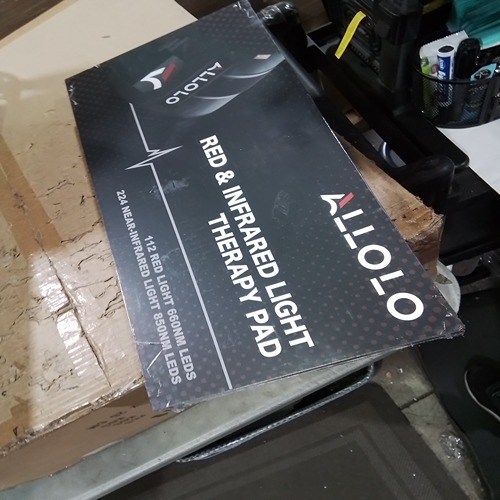 ALLOLO
ALLOLO
RED & INFRARED LIGHT
THERAPY PAD
112 RED LIGHT 660NM LEDS
224 NEAR-INFRARED LIGHT 850NM LEDS